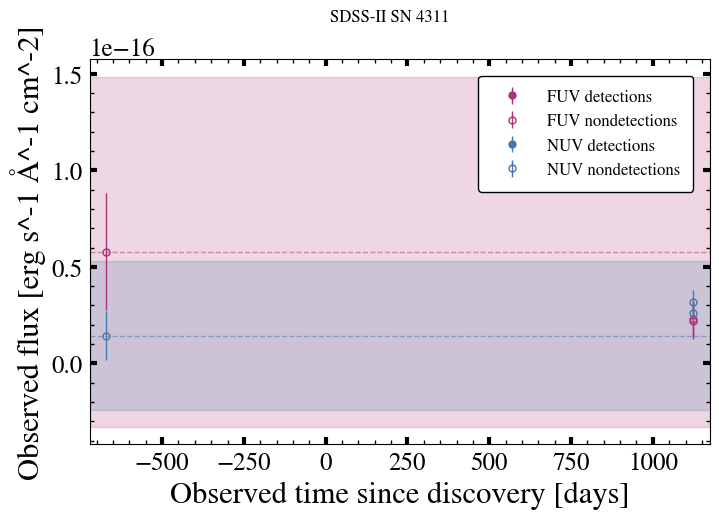 SDSS-II SN 4311
1e−16
1.5
1.0
0.5
0.0
Observed flux [erg s^-1 Å^-1 cm^-2]
FUV detections
FUV nondetections
NUV detections
NUV nondetections
−500 −250 0 250 500 750 1000
Observed time since discovery [days]